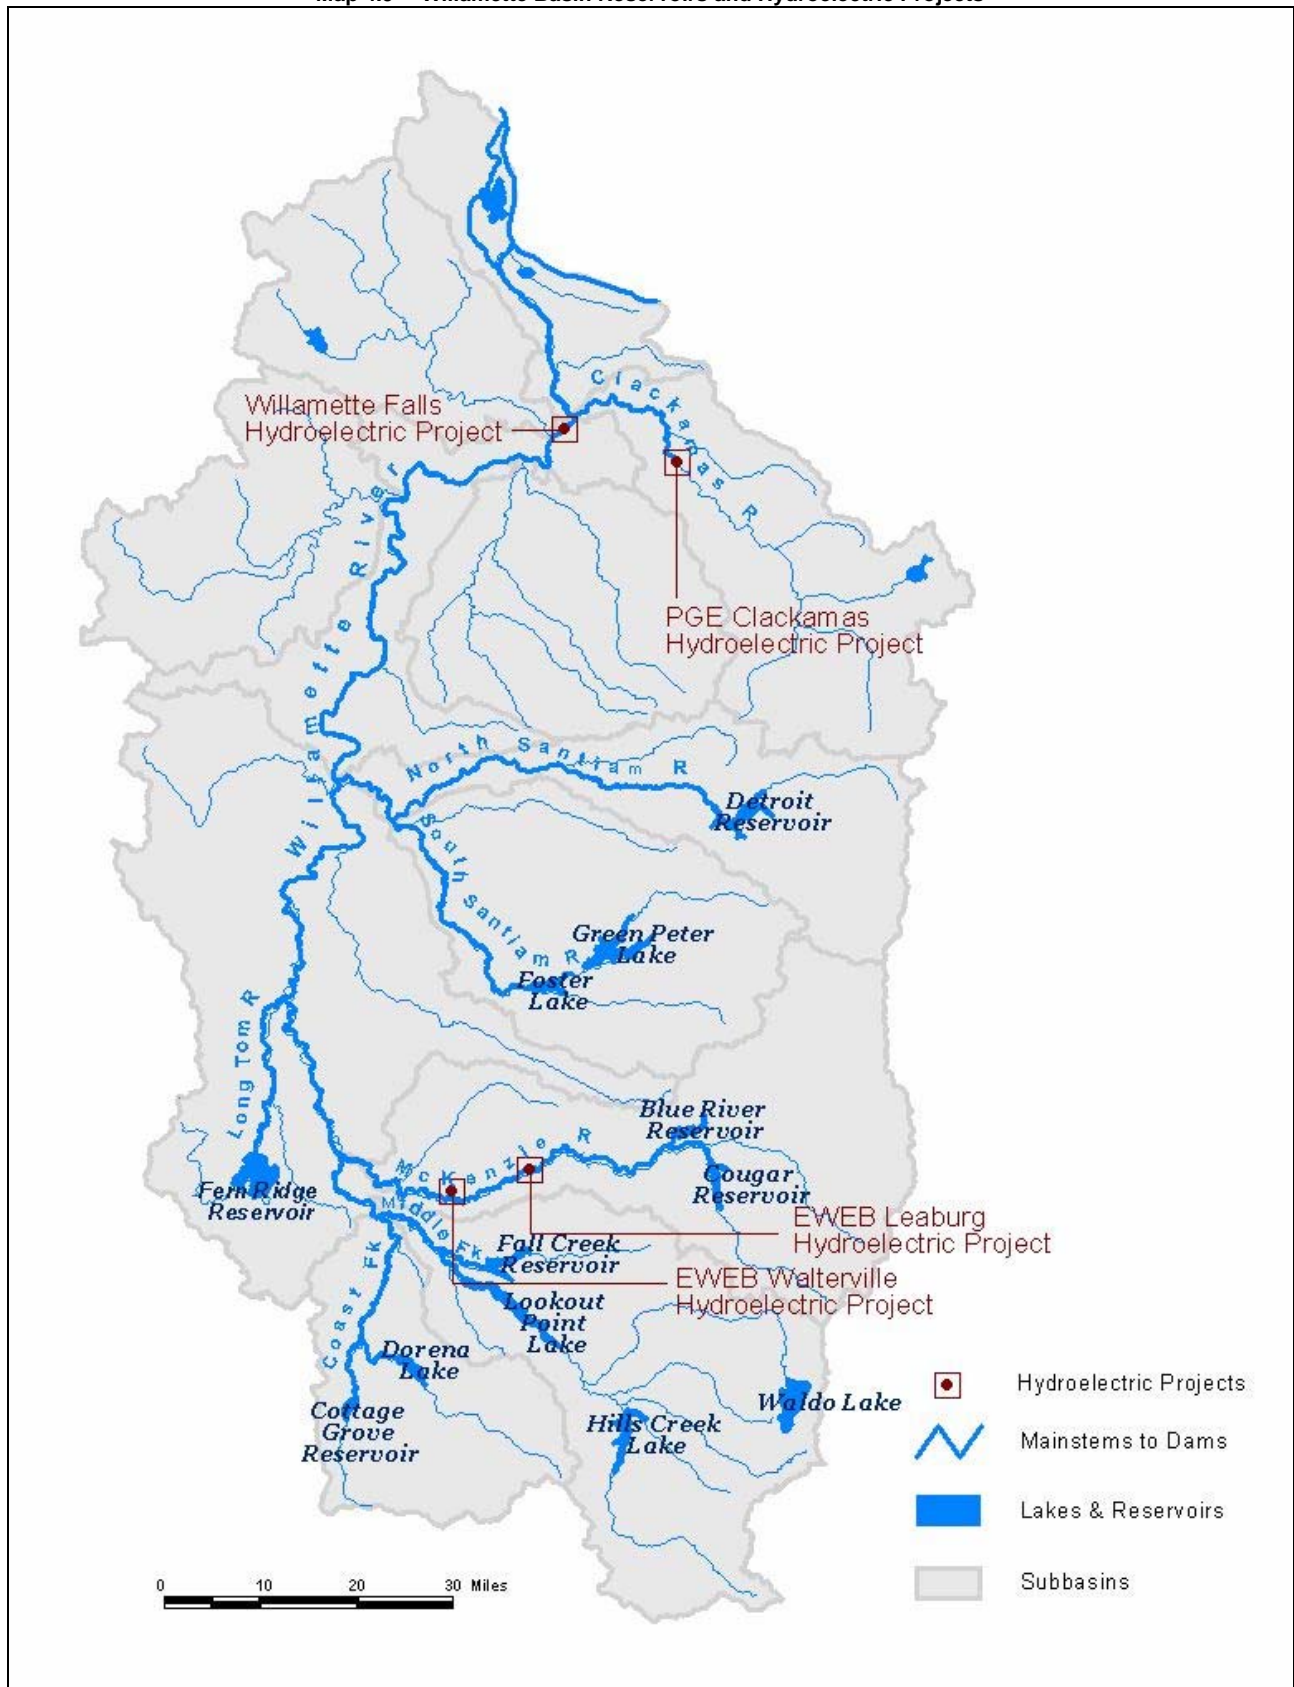 Clackamas R
Willamette Falls
Hydroelectric Project
Willamette River
PGE Clackamas
Hydroelectric Project
North Santiam R
Detroit
Reservoir
South Santiam R
Green Peter
Lake
Foster
Lake
Long Tom R
Blue River
Reservoir
McKenzie R
Cougar
Reservoir
Fern Ridge
Reservoir
Middle Fk
EWEB Leaburg
Hydroelectric Project
Fall Creek
Reservoir
EWEB Walterville
Hydroelectric Project
Coast Fk
Lookout
Point
Lake
Dorena
Lake
Cottage
Grove
Reservoir
Hills Creek
Lake
Waldo Lake
Hydroelectric Projects
Mainstems to Dams
Lakes & Reservoirs
Subbasins
0 10 20 30 Miles